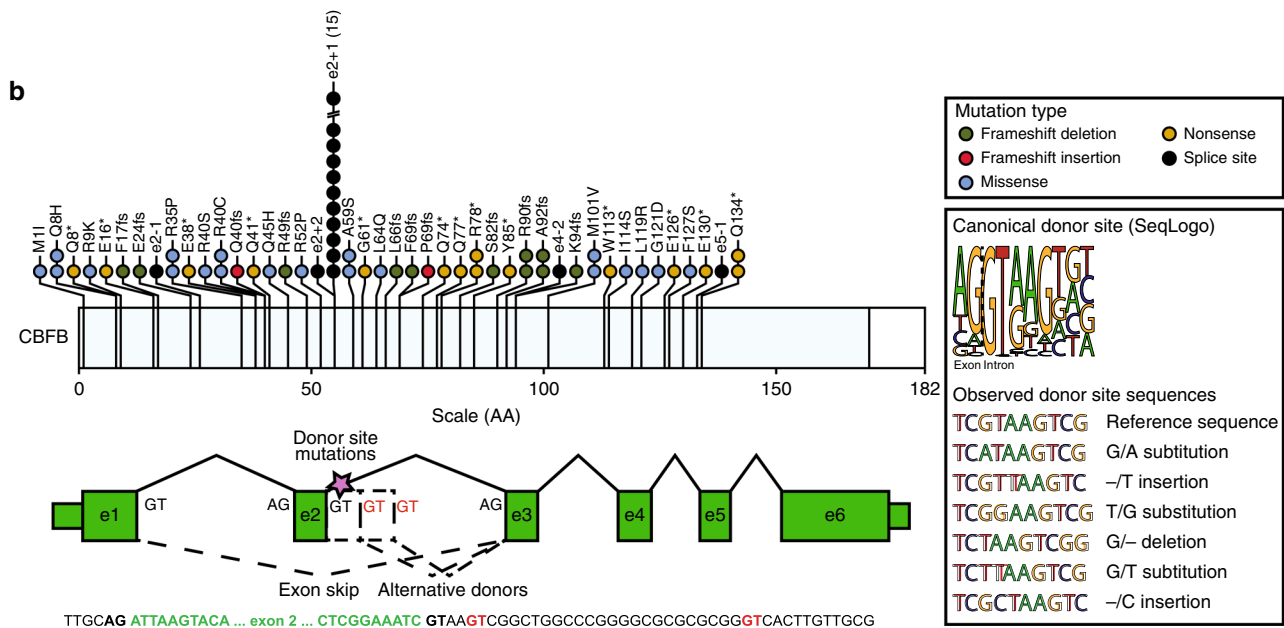 b
M1I
Q8H
Q8*
R9K
E16*
F17fs
E24fs
e2-1
R35P
E38*
R40S
R40C
Q40fs
Q41*
Q45H
R49fs
R52P
e2+2
e2+1 (15)
A59S
G61*
L64Q
L66fs
F69fs
P69fs
Q74*
Q77*
R78*
S82fs
Y85*
R90fs
A92fs
e4-2
K94fs
M101V
W113*
I114S
L119R
G121D
E126*
F127S
E130*
e5-1
Q134*
CBFB
0 50 100 150 182
Scale (AA)
Mutation type
Frameshift deletion
Nonsense
Frameshift insertion
Splice site
Missense
Donor site
mutations
e1 GT AG e2 GT GT GT AG e3 e4 e5 e6
Exon skip
Alternative donors
TTGCAG ATTAAGTACA ... exon 2 ... CTCGGAAATC GTAAGTCGGCTGGCCCGGGGCGCGCGCGGGTCACTTGTTGCG
Canonical donor site (SeqLogo)
Exon Intron
Observed donor site sequences
TCGTAAGTCG Reference sequence
TCATAAGTCG G/A subtitution
TCGTTAAGTC –/T insertion
TCGGAAGTCG T/G substitution
TCTAAGTCGG G/– deletion
TCTTAAGTCG G/T subtitution
TCGCTAAGTC –/C insertion